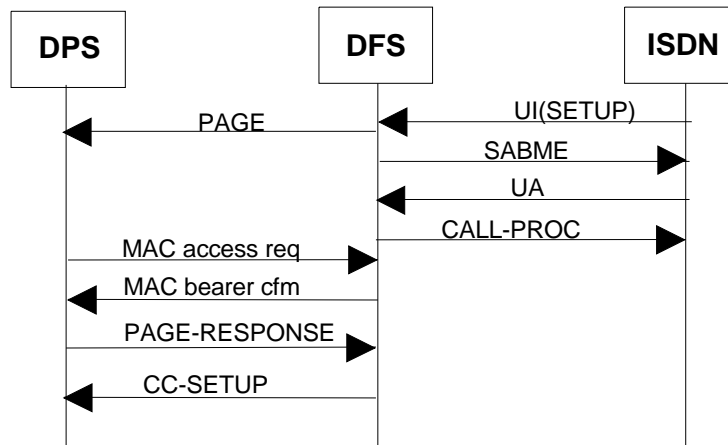 DPS
DFS
ISDN
UI(SETUP)
PAGE
SABME
UA
CALL-PROC
MAC access req
MAC bearer cfm
PAGE-RESPONSE
CC-SETUP